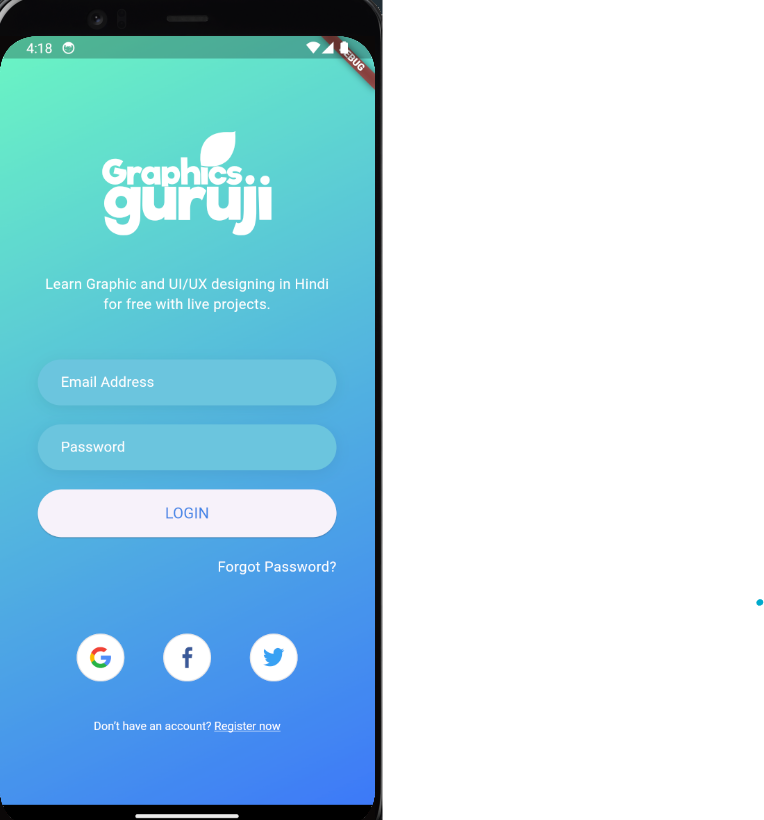 4:18
EBUG
Graphics
guruji
Learn Graphic and UI/UX designing in Hindi
for free with live projects.
Email Address
Password
LOGIN
Forgot Password?
Don't have an account? Register now